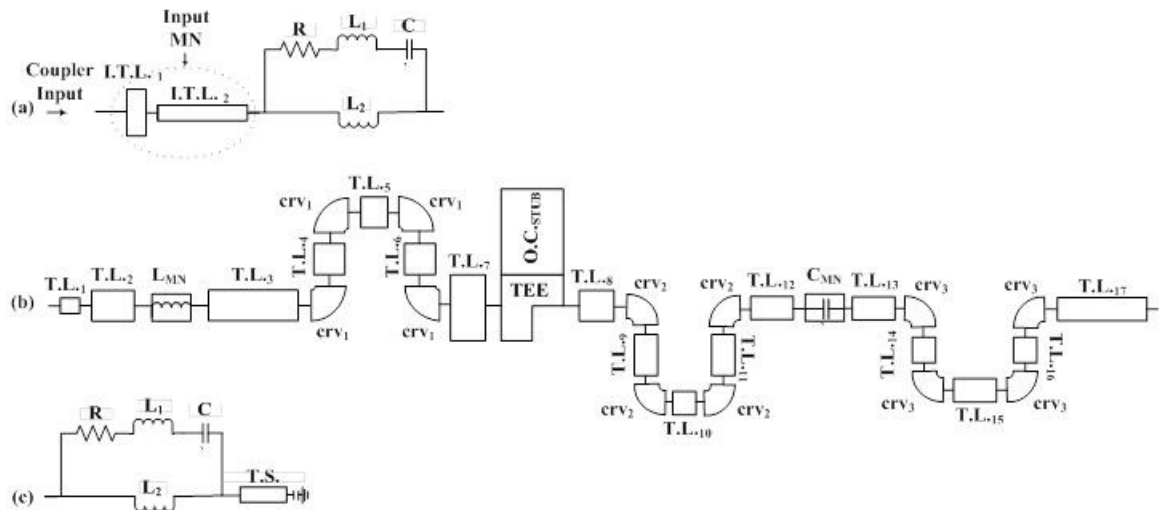 Input
MN
Coupler
Input
I.T.L.1
I.T.L. 2
R
L1
C
L2
(a)
T.L.1
T.L.2
LMN
T.L.3
crv1
T.L.4
crv1
T.L.5
crv1
T.L.6
crv1
T.L.7
O.C.STUB
TEE
T.L.8
crv2
T.L.9
crv2
T.L.10
crv2
T.L.11
crv2
T.L.12
CMN
T.L.13
crv3
T.L.14
crv3
T.L.15
crv3
T.L.16
crv3
T.L.17
(b)
R
L1
C
L2
T.S.
(c)